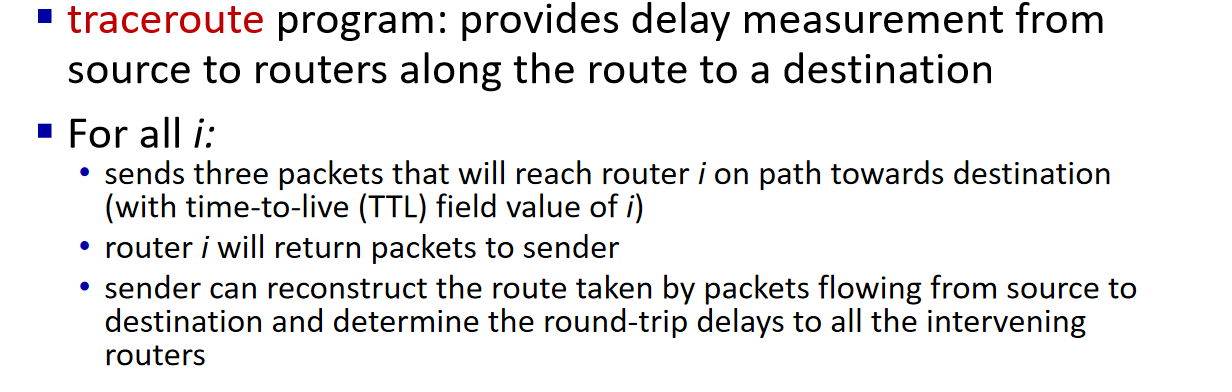 traceroute program: provides delay measurement from
source to routers along the route to a destination
For all i:
sends three packets that will reach router i on path towards destination
(with time-to-live (TTL) field value of i)
router i will return packets to sender
sender can reconstruct the route taken by packets flowing from source to
destination and determine the round-trip delays to all the intervening
routers